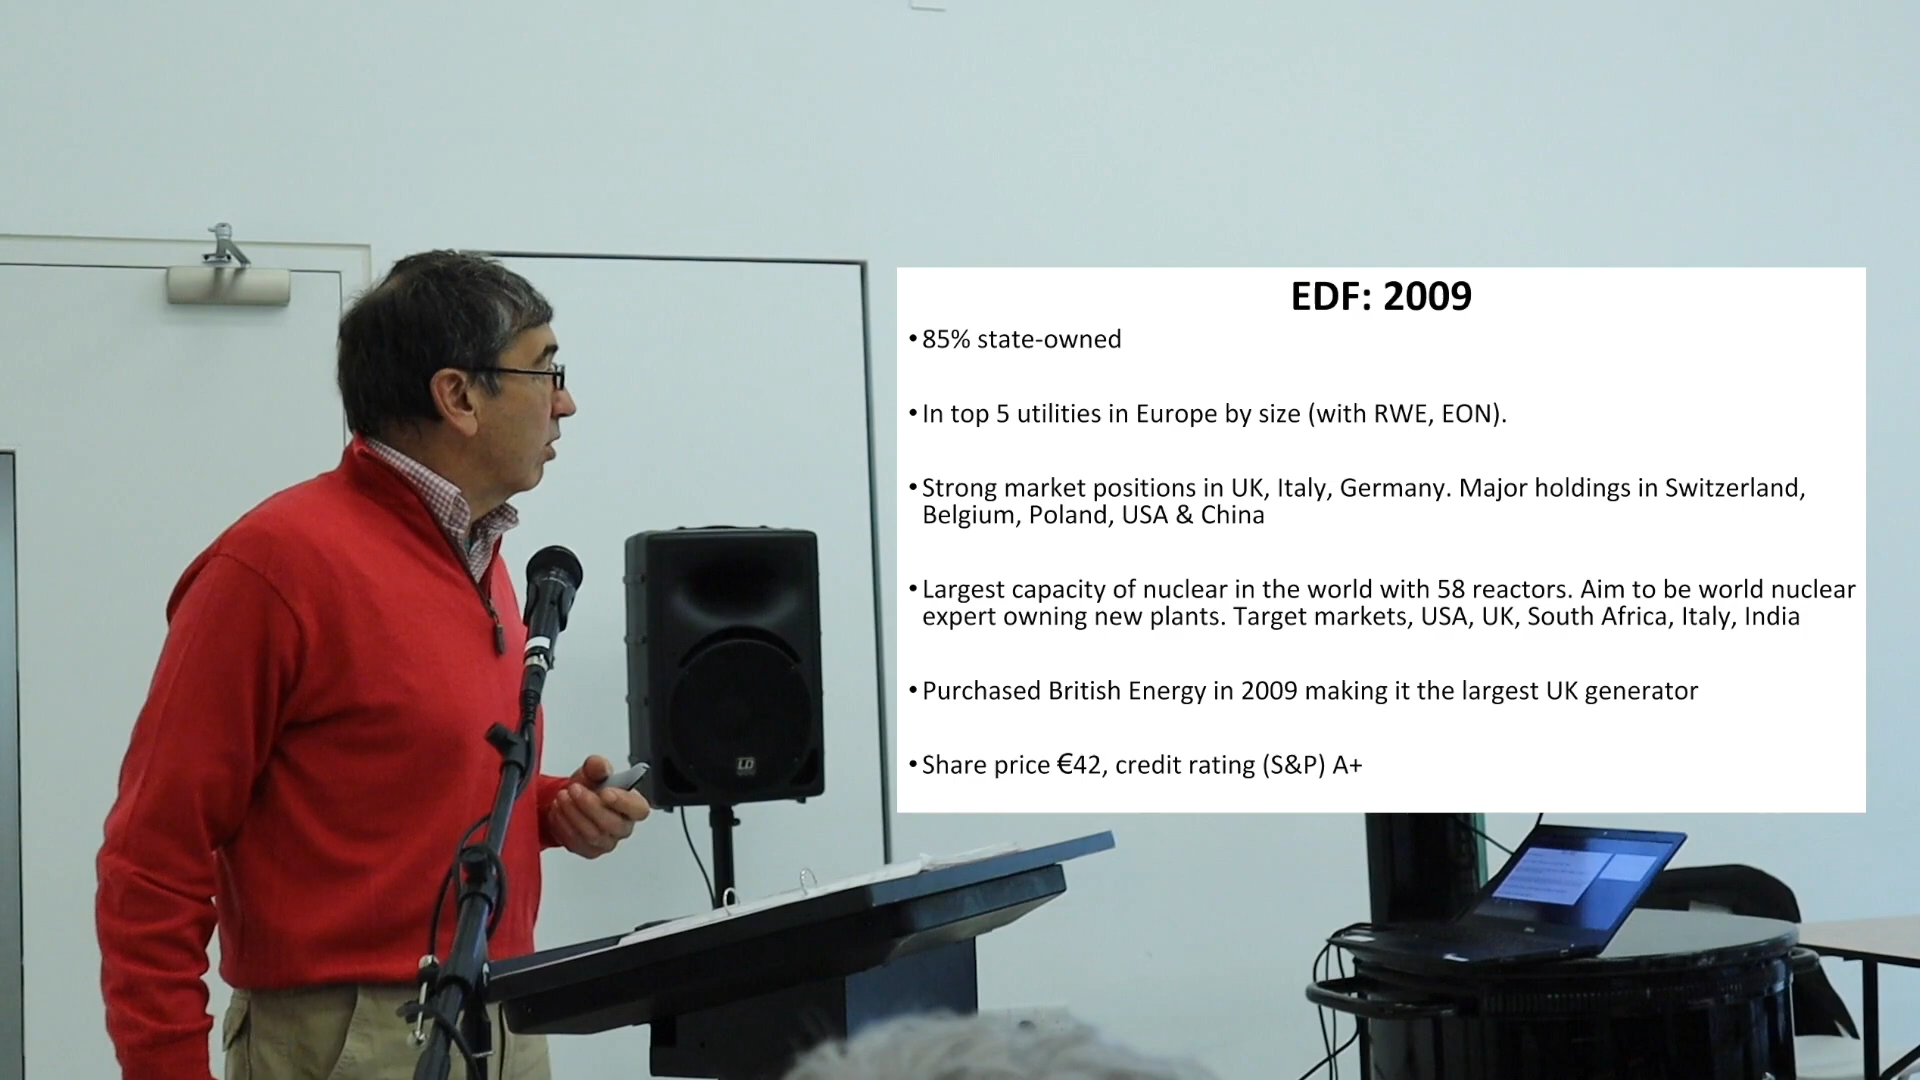 EDF: 2009
•85% state-owned
•In top 5 utilities in Europe by size (with RWE, EON).
•Strong market positions in UK, Italy, Germany. Major holdings in Switzerland,
Belgium, Poland, USA & China
•Largest capacity of nuclear in the world with 58 reactors. Aim to be world nuclear
expert owning new plants. Target markets, USA, UK, South Africa, Italy, India
•Purchased British Energy in 2009 making it the largest UK generator
•Share price €42, credit rating (S&P) A+
LD